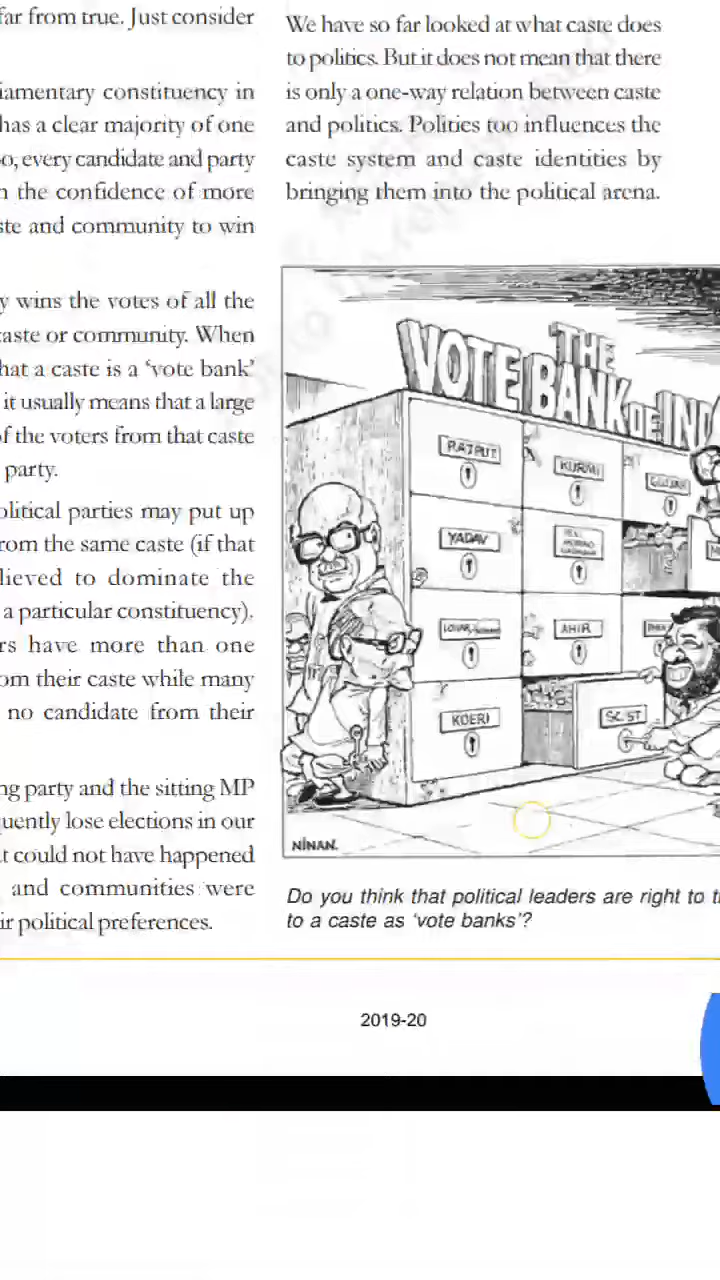 far from true. Just consider
iamentary constituency in
has a clear majority of one
o, every candidate and party
n the confidence of more
ste and community to win
y wins the votes of all the
caste or community. When
hat a caste is a ‘vote bank’
it usually means that a large
of the voters from that caste
party.
olitical parties may put up
rom the same caste (if that
lieved to dominate the
a particular constituency).
rs have more than one
om their caste while many
no candidate from their
ng party and the sitting MP
quently lose elections in our
t could not have happened
and communities were
ir political preferences.
We have so far looked at what caste does
to politics. But it does not mean that there
is only a one-way relation between caste
and politics. Politics too influences the
caste system and caste identities by
bringing them into the political arena.
THE
VOTE BANK OF IND
RAJPUT
KURMI
GUJJAR
YADAV
AHIR
KOERI
SC. ST
NINAN.
Do you think that political leaders are right to t
to a caste as ‘vote banks’?
2019-20